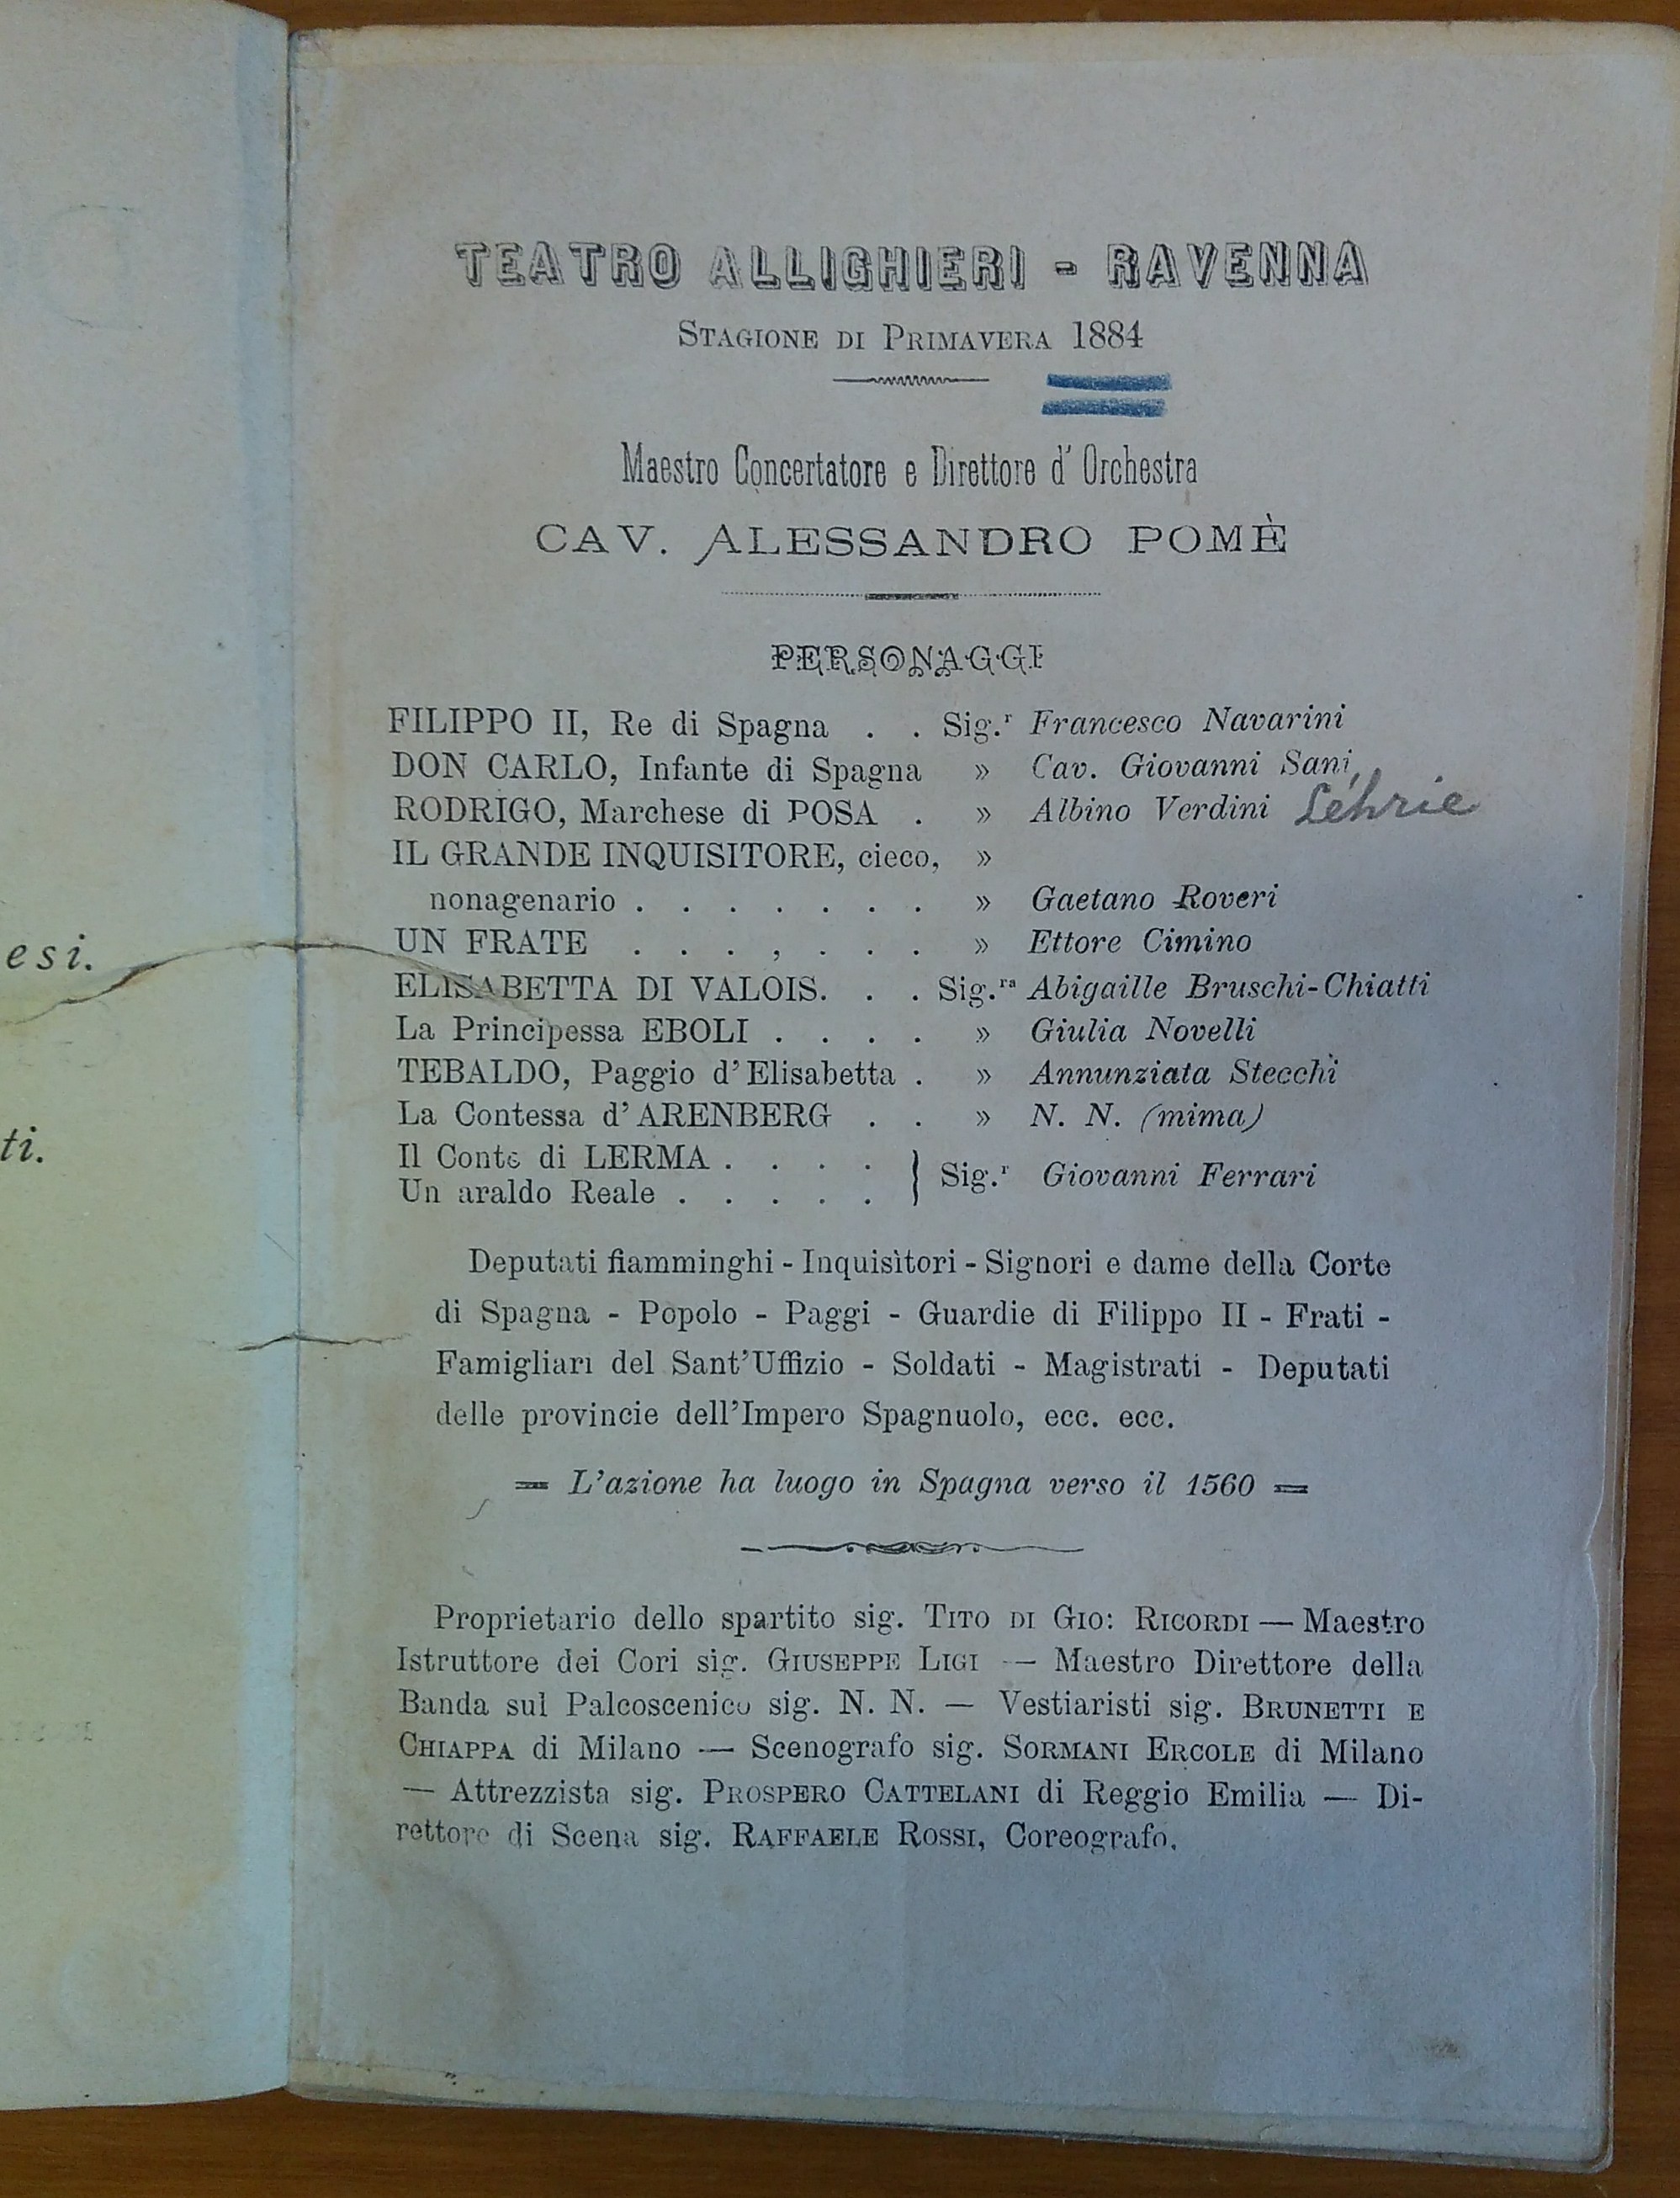 esi.
ti.
TEATRO ALLIGHIERI - RAVENNA
STAGIONE DI PRIMAVERA 1884
Maestro Concertatore e Direttore d' Orchestra
CAV. ALESSANDRO POMÈ
PERSONAGGI
FILIPPO II, Re di Spagna . . Sig.r Francesco Navarini
DON CARLO, Infante di Spagna » Cav. Giovanni Sani
RODRIGO, Marchese di POSA . » Albino Verdini Léhrie
IL GRANDE INQUISITORE, cieco, »
nonagenario . . . . . . . » Gaetano Roveri
UN FRATE . . . , . . . » Ettore Cimino
ELISABETTA DI VALOIS. . . Sig.ra Abigaille Bruschi-Chiatti
La Principessa EBOLI . . . . » Giulia Novelli
TEBALDO, Paggio d'Elisabetta . » Annunziata Stecchi
La Contessa d'ARENBERG . . » N. N. (mima)
Il Conte di LERMA . . . .
Un araldo Reale . . . . . } Sig.r Giovanni Ferrari
Deputati fiamminghi - Inquisìtori - Signori e dame della Corte
di Spagna - Popolo - Paggi - Guardie di Filippo II - Frati -
Famigliari del Sant'Uffizio - Soldati - Magistrati - Deputati
delle provincie dell'Impero Spagnuolo, ecc. ecc.
= L'azione ha luogo in Spagna verso il 1560 =
Proprietario dello spartito sig. TITO DI GIO: RICORDI — Maestro
Istruttore dei Cori sig. GIUSEPPE LIGI — Maestro Direttore della
Banda sul Palcoscenico sig. N. N. — Vestiaristi sig. BRUNETTI E
CHIAPPA di Milano — Scenografo sig. SORMANI ERCOLE di Milano
— Attrezzista sig. PROSPERO CATTELANI di Reggio Emilia — Di-
rettore di Scena sig. RAFFAELE ROSSI, Coreografo.